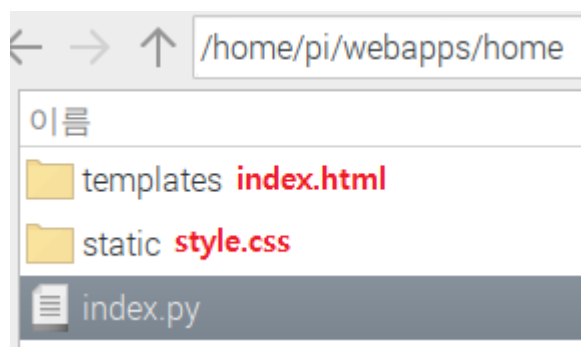 /home/pi/webapps/home
이름
templates index.html
static style.css
index.py